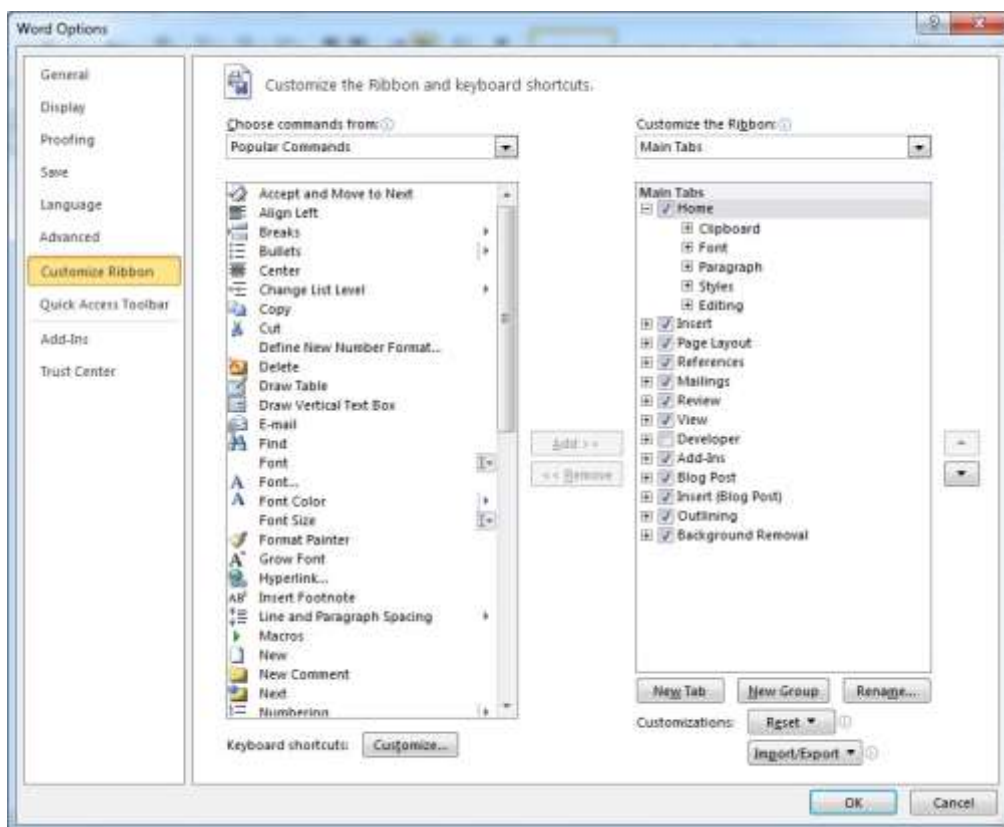 Word Options
General
Display
Proofing
Save
Language
Advanced
Customize Ribbon
Quick Access Toolbar
Add-Ins
Trust Center
Customize the Ribbon and keyboard shortcuts.
Choose commands from:
Popular Commands
Accept and Move to Next
Align Left
Breaks
Bullets
Center
Change List Level
Copy
Cut
Define New Number Format...
Delete
Draw Table
Draw Vertical Text Box
E-mail
Find
Font
Font...
Font Color
Font Size
Format Painter
Grow Font
Hyperlink...
Insert Footnote
Line and Paragraph Spacing
Macros
New
New Comment
Next
Numbering
Keyboard shortcuts: Customize...
Add >>
<< Remove
Customize the Ribbon:
Main Tabs
Main Tabs
Home
Clipboard
Font
Paragraph
Styles
Editing
Insert
Page Layout
References
Mailings
Review
View
Developer
Add-Ins
Blog Post
Insert (Blog Post)
Outlining
Background Removal
New Tab New Group Rename...
Customizations: Reset
Import/Export
OK Cancel